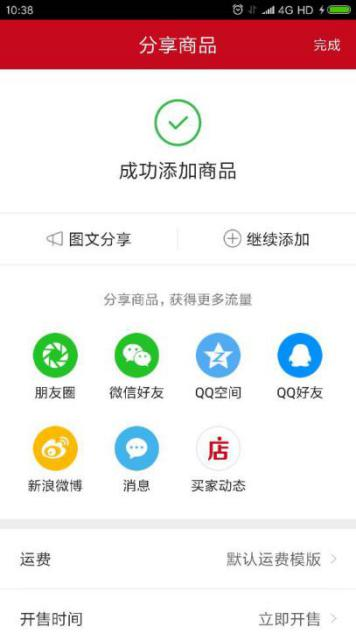 10:38 4G HD
分享商品 完成
成功添加商品
图文分享 继续添加
分享商品，获得更多流量
朋友圈 微信好友 QQ空间 QQ好友
店
新浪微博 消息 买家动态
运费 默认运费模版
开售时间 立即开售